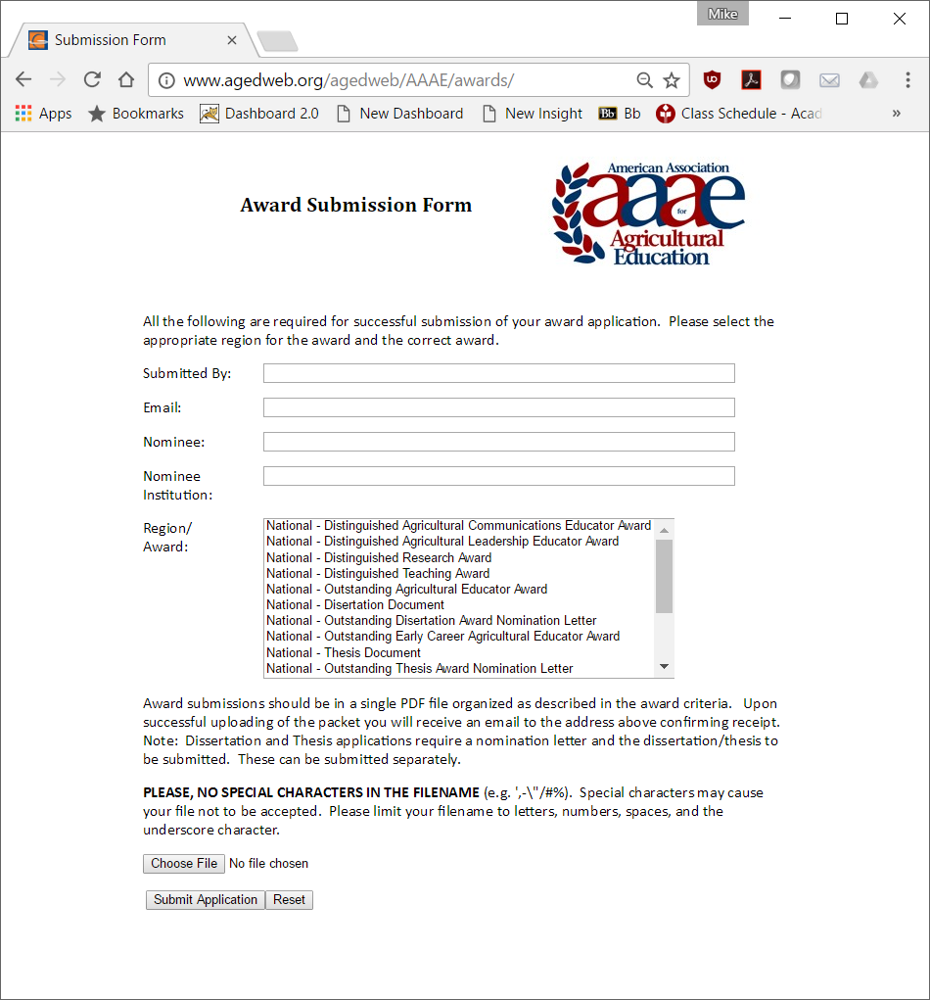 Mike
Submission Form
www.agedweb.org/agedweb/AAAE/awards/
Apps Bookmarks Dashboard 2.0 New Dashboard New Insight Bb Bb Class Schedule - Acad »
Award Submission Form
American Association
aaae
for
Agricultural
Education
All the following are required for successful submission of your award application. Please select the
appropriate region for the award and the correct award.
Submitted By:
Email:
Nominee:
Nominee
Institution:
Region/
Award:
National - Distinguished Agricultural Communications Educator Award
National - Distinguished Agricultural Leadership Educator Award
National - Distinguished Research Award
National - Distinguished Teaching Award
National - Outstanding Agricultural Educator Award
National - Disertation Document
National - Outstanding Disertation Award Nomination Letter
National - Outstanding Early Career Agricultural Educator Award
National - Thesis Document
National - Outstanding Thesis Award Nomination Letter
Award submissions should be in a single PDF file organized as described in the award criteria. Upon
successful uploading of the packet you will receive an email to the address above confirming receipt.
Note: Dissertation and Thesis applications require a nomination letter and the dissertation/thesis to
be submitted. These can be submitted separately.
PLEASE, NO SPECIAL CHARACTERS IN THE FILENAME (e.g. ',-\"/#%). Special characters may cause
your file not to be accepted. Please limit your filename to letters, numbers, spaces, and the
underscore character.
Choose File No file chosen
Submit Application Reset